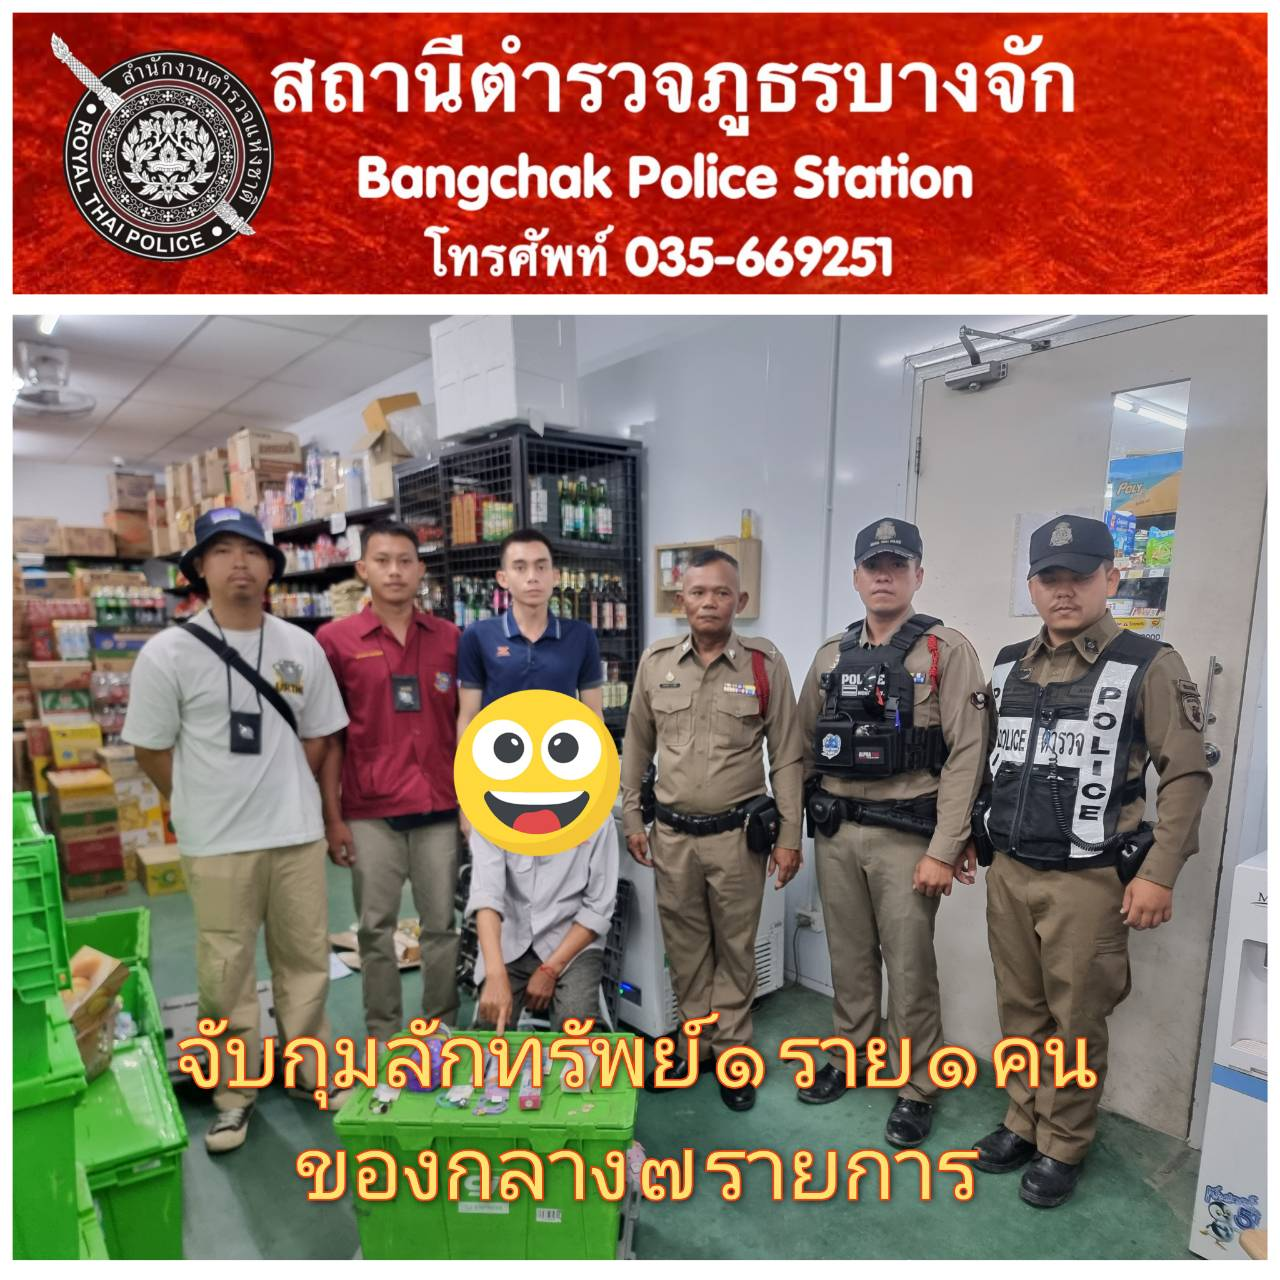 สำนักงานตำรวจแห่งชาติ
ROYAL THAI POLICE
สถานีตำรวจภูธรบางจัก
Bangchak Police Station
โทรศัพท์ 035-669251
POLY
POLICE
POLICE
ตำรวจ
POLICE
จับกุมลักทรัพย์๑ ราย๑ คน
ของกลาง๗รายการ